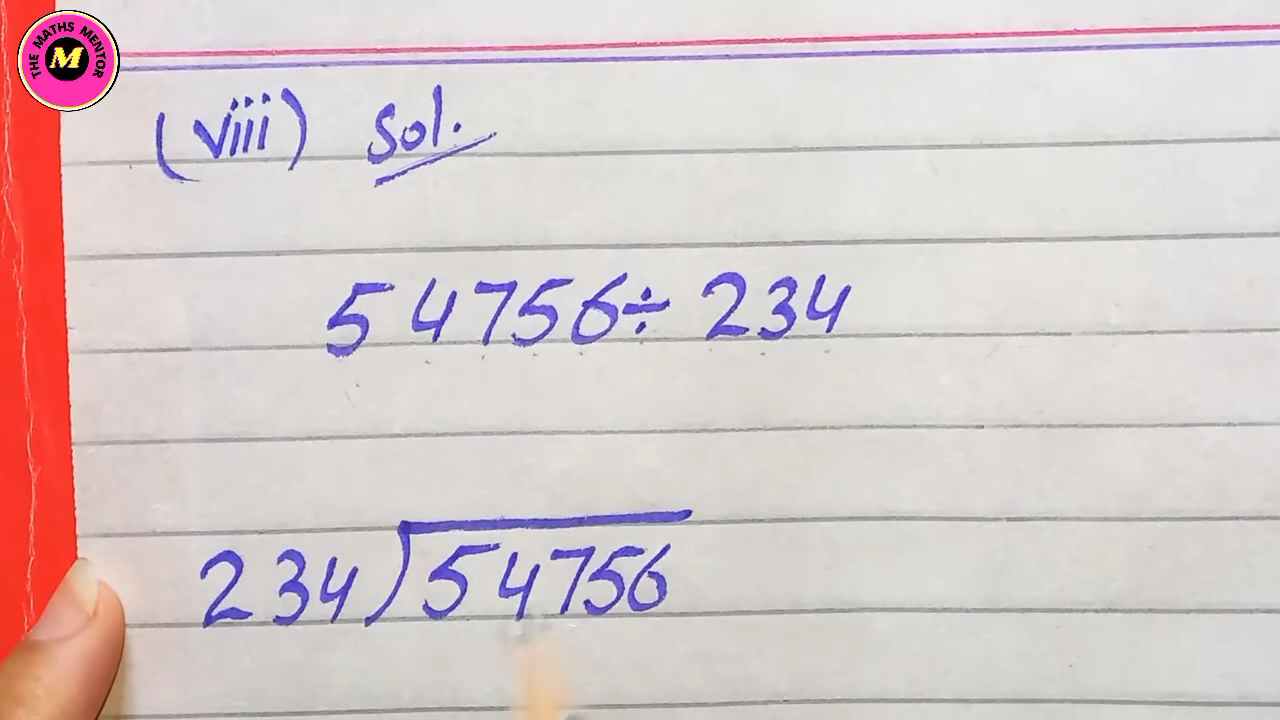 THE MATHS MENTOR
M
(viii) Sol.
54756÷ 234
234)54756